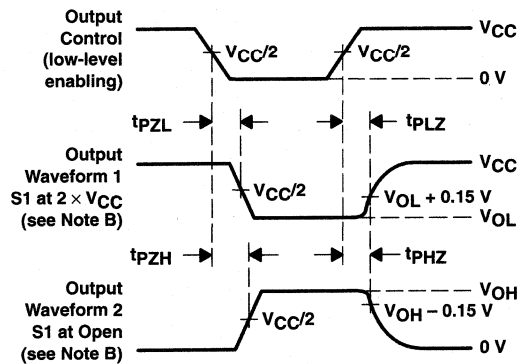 Output
Control
(low-level
enabling)
VCC/2
VCC/2
VCC
0 V
tPZL
tPLZ
Output
Waveform 1
S1 at 2 × VCC
(see Note B)
VCC/2
VCC
VOL + 0.15 V
VOL
tPZH
tPHZ
Output
Waveform 2
S1 at Open
(see Note B)
VCC/2
VOH
VOH − 0.15 V
0 V